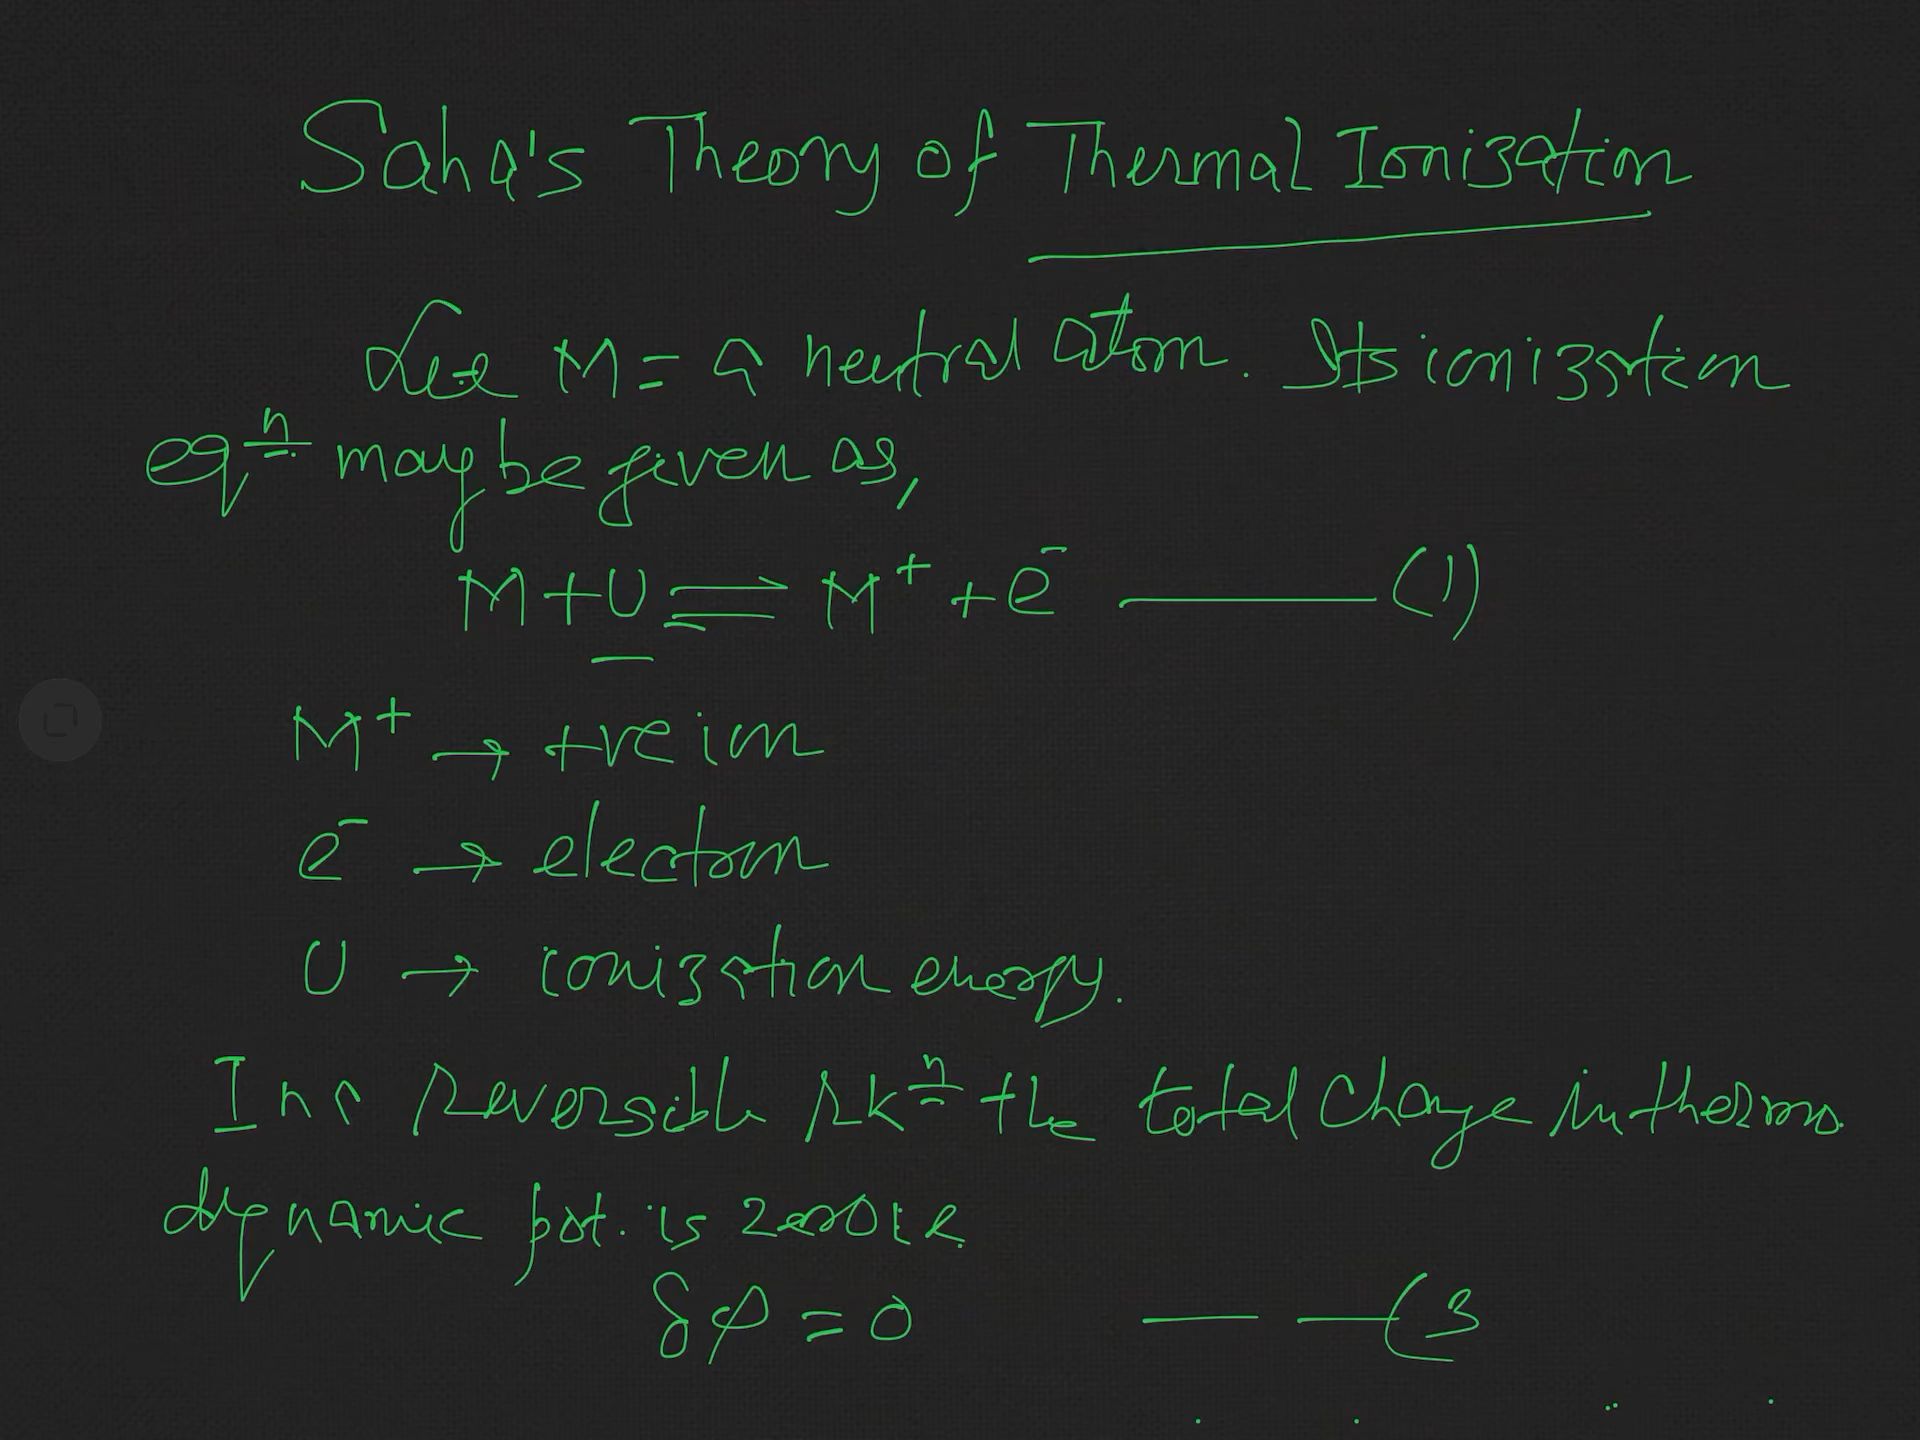 Saha's Theory of Thermal Ionization
Let M = a neutral atom. Its ionization
eqⁿ may be given as,
M + U ⇌ M⁺ + e⁻ ——— (1)
M⁺ → +ve ion
e⁻ → electron
U → ionization energy.
In a reversible rxⁿ the total change in thermo
dynamic pot. is zero i.e.
δφ = 0 — — (3